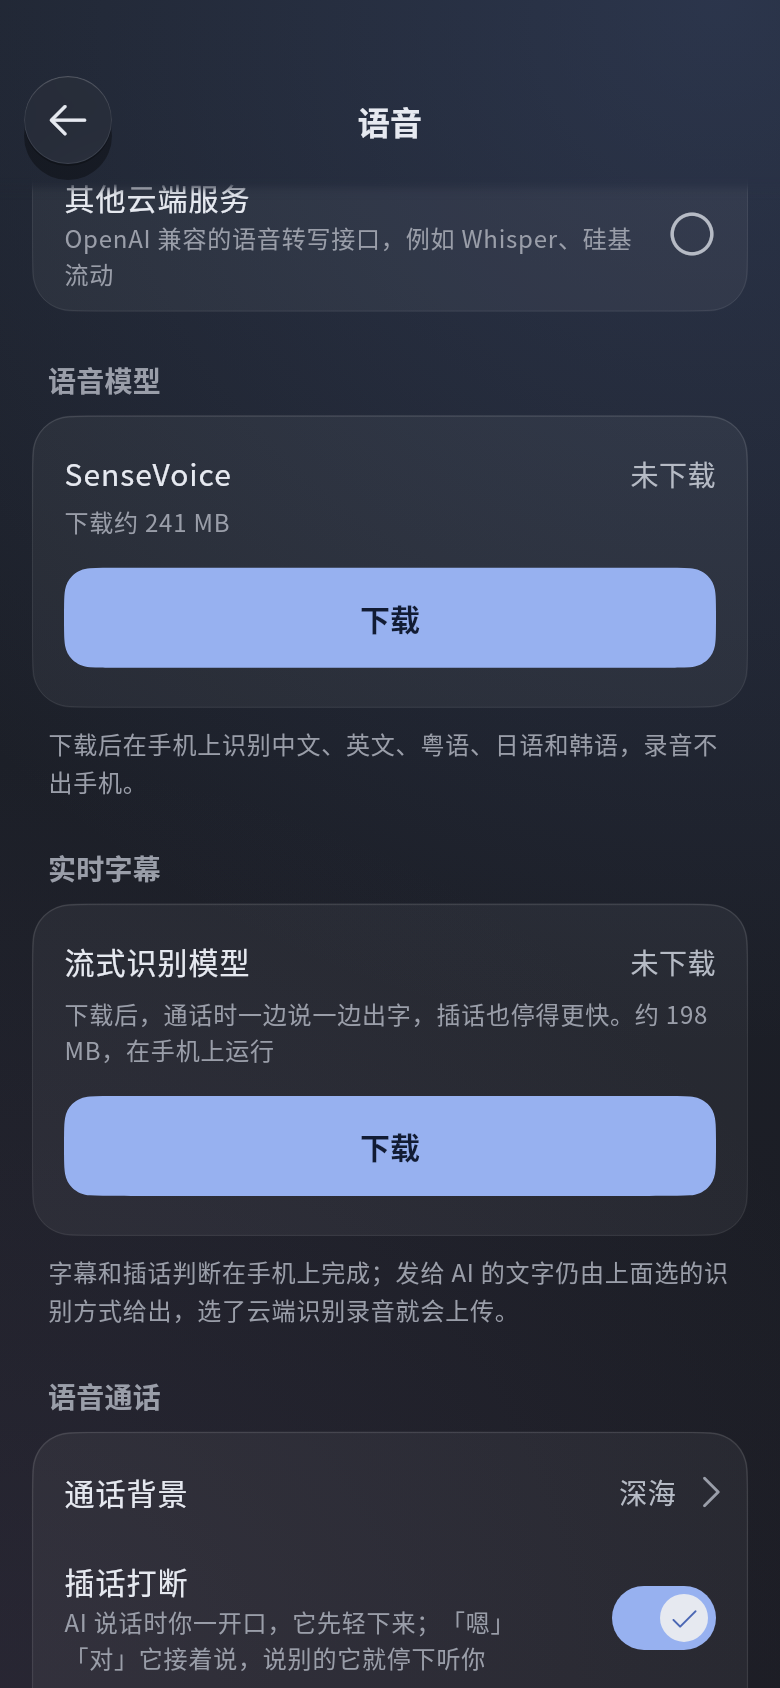 语音
其他云端服务
OpenAI 兼容的语音转写接口，例如 Whisper、硅基
流动
语音模型
SenseVoice
未下载
下载约 241 MB
下载
下载后在手机上识别中文、英文、粤语、日语和韩语，录音不
出手机。
实时字幕
流式识别模型
未下载
下载后，通话时一边说一边出字，插话也停得更快。约 198
MB，在手机上运行
下载
字幕和插话判断在手机上完成；发给 AI 的文字仍由上面选的识
别方式给出，选了云端识别录音就会上传。
语音通话
通话背景
深海
插话打断
AI 说话时你一开口，它先轻下来；「嗯」
「对」它接着说，说别的它就停下听你